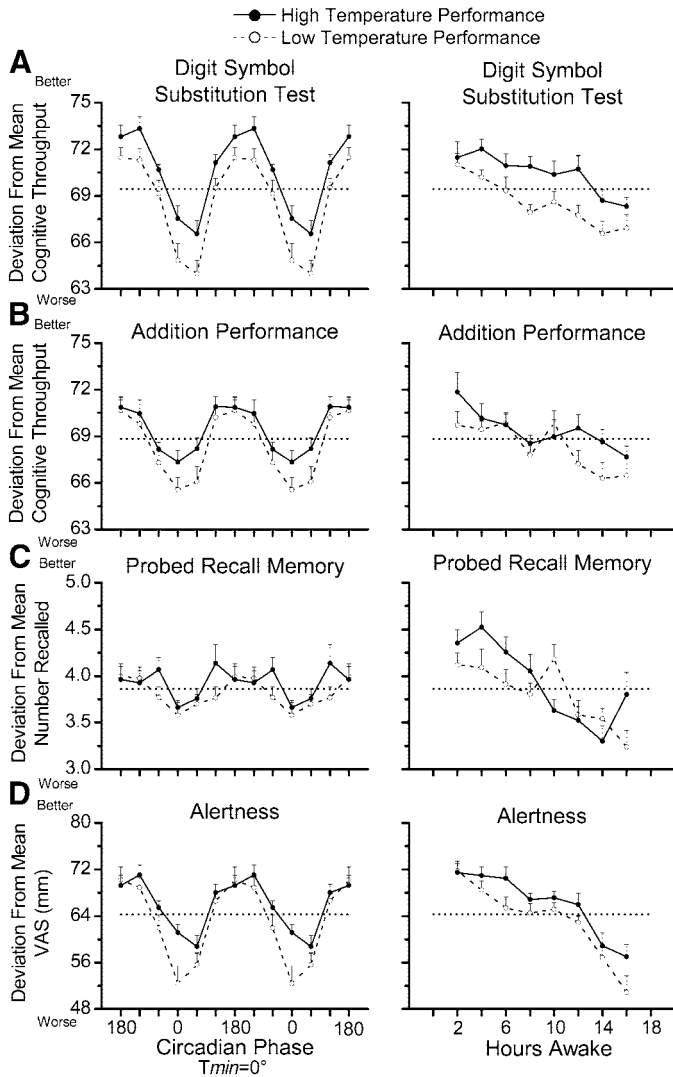 High Temperature Performance
Low Temperature Performance
A
Better
Digit Symbol
Substitution Test
Digit Symbol
Substitution Test
Deviation From Mean
Cognitive Throughput
75
72
69
66
63
Worse
B
Better
Addition Performance
Addition Performance
Deviation From Mean
Cognitive Throughput
75
72
69
66
63
Worse
C
Better
Probed Recall Memory
Probed Recall Memory
Deviation From Mean
Number Recalled
5.0
4.5
4.0
3.5
3.0
Worse
D
Better
Alertness
Alertness
Deviation From Mean
VAS (mm)
80
72
64
56
48
Worse
180 0 180 0 180
2 6 10 14 18
Circadian Phase
Hours Awake
Tmin=0°